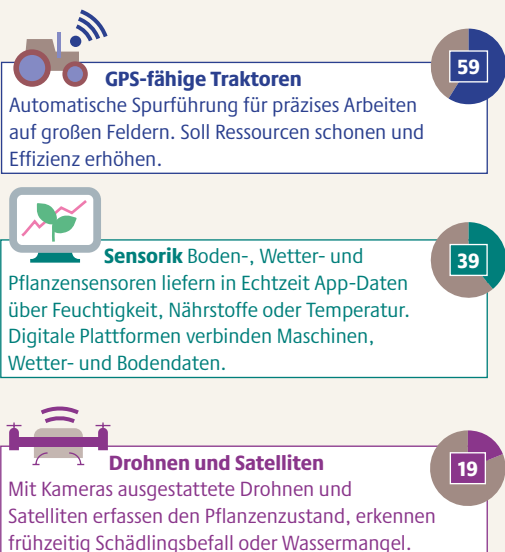 59
GPS-fähige Traktoren
Automatische Spurführung für präzises Arbeiten
auf großen Feldern. Soll Ressourcen schonen und
Effizienz erhöhen.
39
Sensorik Boden-, Wetter- und
Pflanzensensoren liefern in Echtzeit App-Daten
über Feuchtigkeit, Nährstoffe oder Temperatur.
Digitale Plattformen verbinden Maschinen,
Wetter- und Bodendaten.
19
Drohnen und Satelliten
Mit Kameras ausgestattete Drohnen und
Satelliten erfassen den Pflanzenzustand, erkennen
frühzeitig Schädlingsbefall oder Wassermangel.